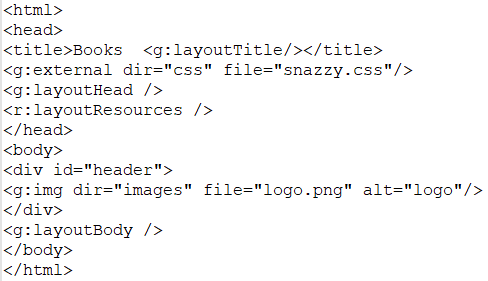 <html>
<head>
<title>Books  <g:layoutTitle/></title>
<g:external dir="css" file="snazzy.css"/>
<g:layoutHead />
<r:layoutResources />
</head>
<body>
<div id="header">
<g:img dir="images" file="logo.png" alt="logo"/>
</div>
<g:layoutBody />
</body>
</html>